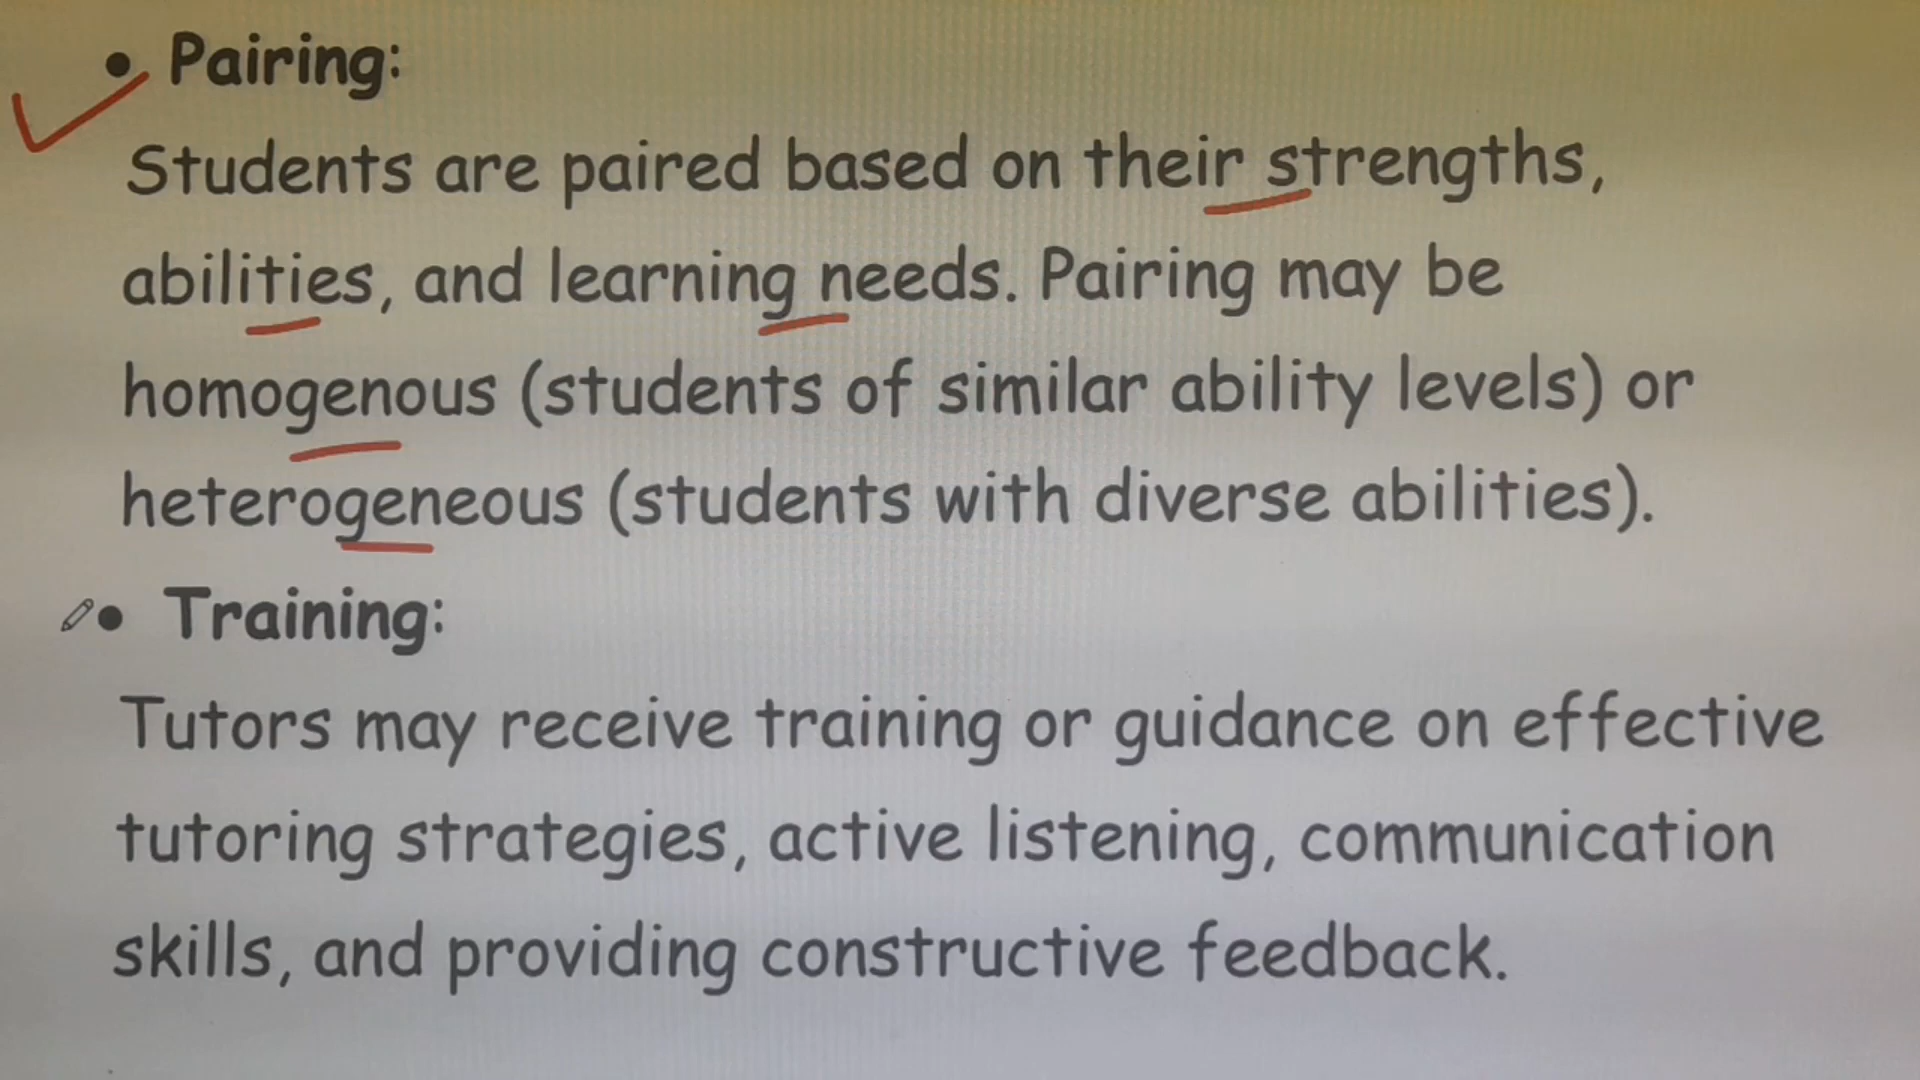 • Pairing:
Students are paired based on their strengths,
abilities, and learning needs. Pairing may be
homogenous (students of similar ability levels) or
heterogeneous (students with diverse abilities).
• Training:
Tutors may receive training or guidance on effective
tutoring strategies, active listening, communication
skills, and providing constructive feedback.